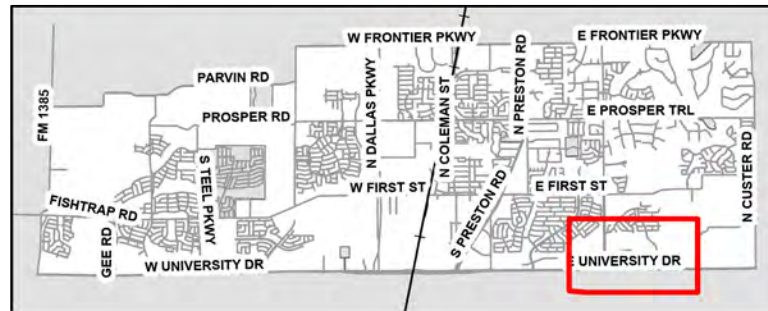 W FRONTIER PKWY
E FRONTIER PKWY
PARVIN RD
PROSPER RD
FM 1385
N DALLAS PKWY
N COLEMAN ST
N PRESTON RD
E PROSPER TRL
S TEEL PKWY
W FIRST ST
E FIRST ST
N CUSTER RD
FISHTRAP RD
GEE RD
W UNIVERSITY DR
S PRESTON RD
E UNIVERSITY DR